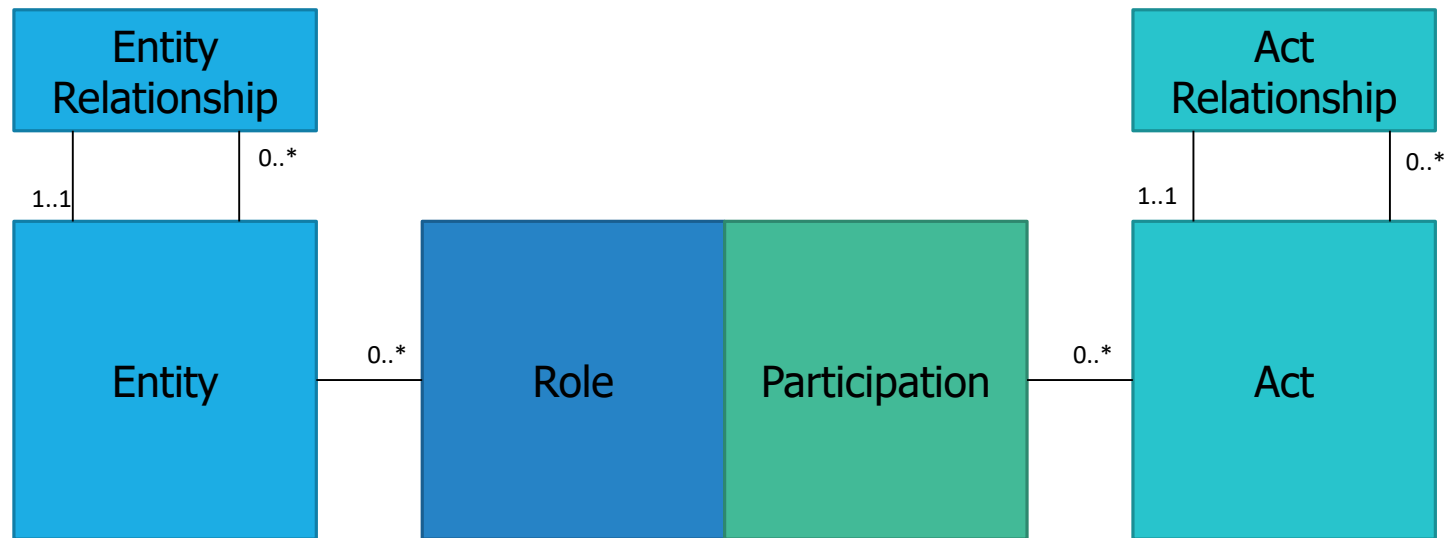 Entity
Relationship
Act
Relationship
0..*
0..*
1..1
1..1
0..*
0..*
Entity
Role
Participation
Act